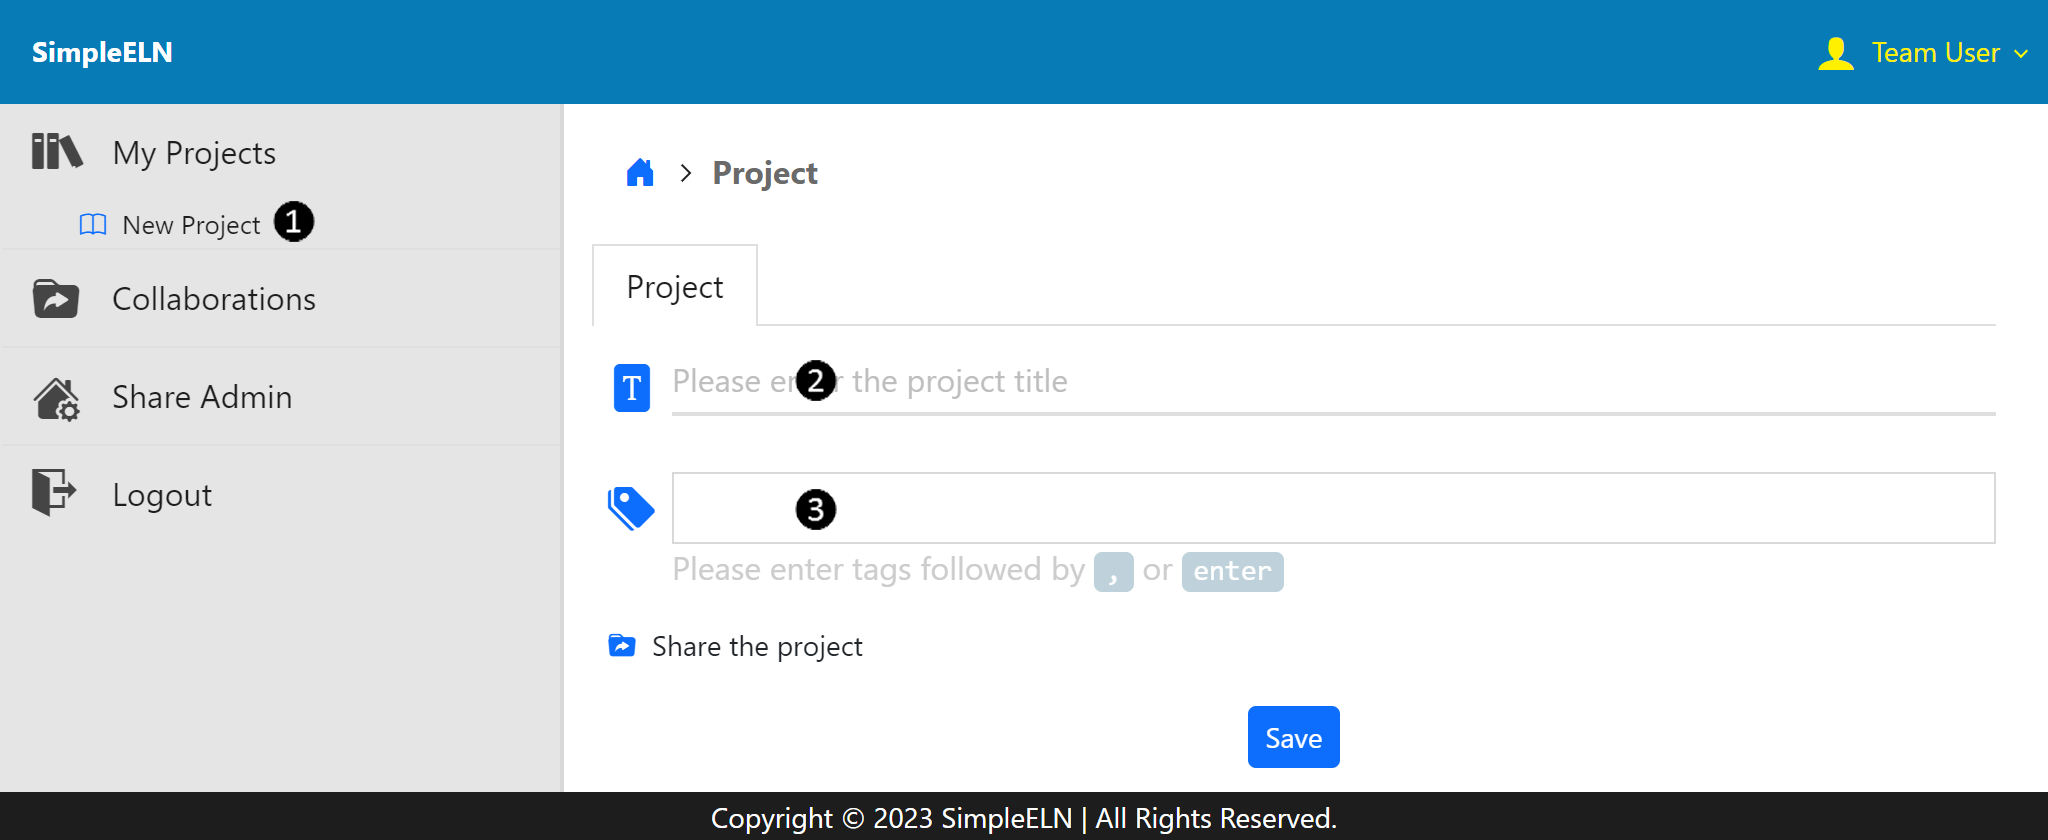 SimpleELN
Team User
My Projects
New Project 1
Collaborations
Share Admin
Logout
Project
Project
T
Please enter the project title
2
3
Please enter tags followed by , or enter
Share the project
Save
Copyright © 2023 SimpleELN | All Rights Reserved.